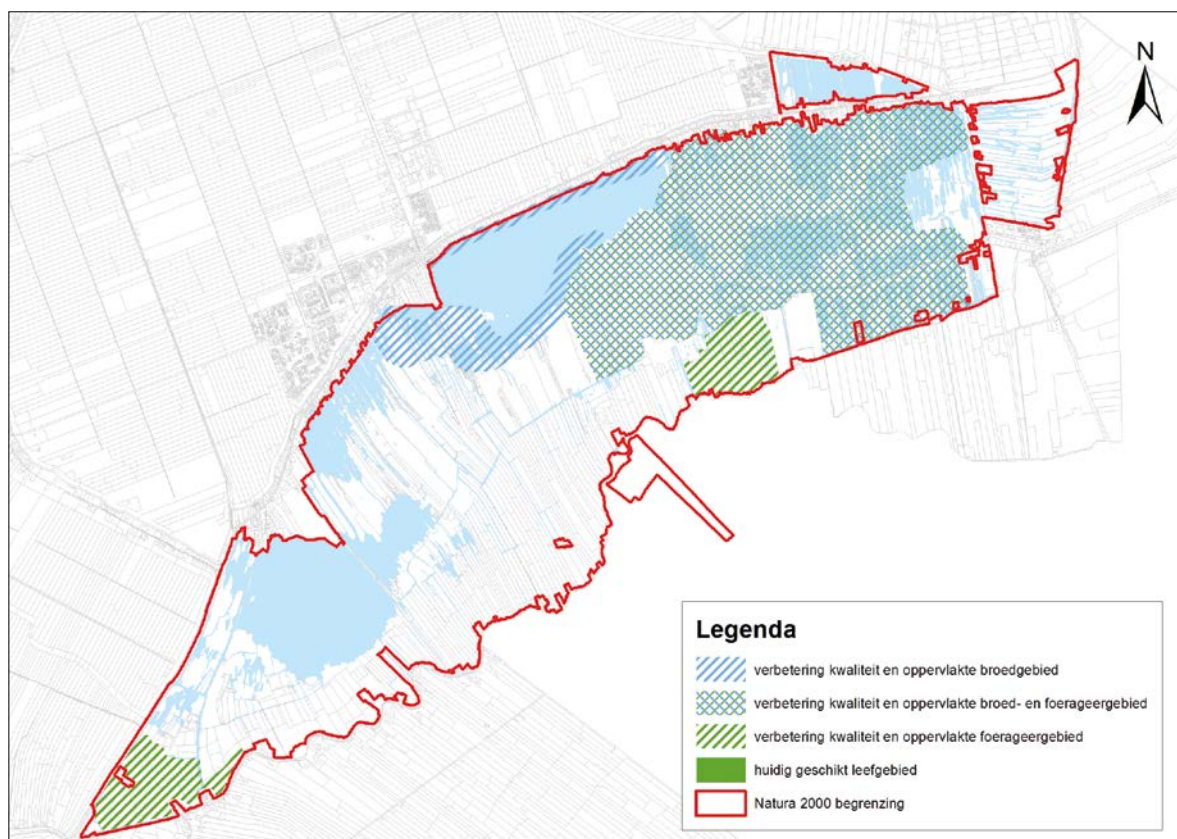 N
Legenda
verbetering kwaliteit en oppervlakte broedgebied
verbetering kwaliteit en oppervlakte broed- en foerageergebied
verbetering kwaliteit en oppervlakte foerageergebied
huidig geschikt leefgebied
Natura 2000 begrenzing